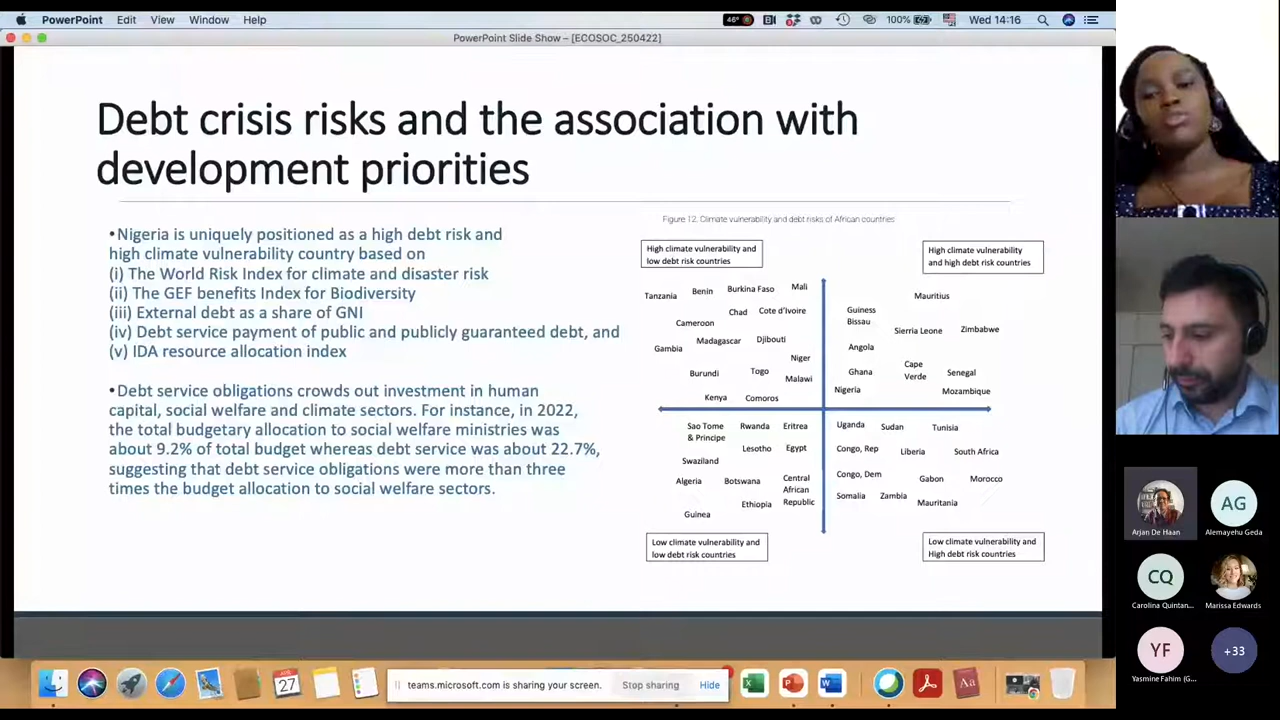 PowerPoint Edit View Window Help
46° 100% Wed 14:16
PowerPoint Slide Show – [ECOSOC_250422]
Debt crisis risks and the association with
development priorities
•Nigeria is uniquely positioned as a high debt risk and
high climate vulnerability country based on
(i) The World Risk Index for climate and disaster risk
(ii) The GEF benefits Index for Biodiversity
(iii) External debt as a share of GNI
(iv) Debt service payment of public and publicly guaranteed debt, and
(v) IDA resource allocation index
•Debt service obligations crowds out investment in human
capital, social welfare and climate sectors. For instance, in 2022,
the total budgetary allocation to social welfare ministries was
about 9.2% of total budget whereas debt service was about 22.7%,
suggesting that debt service obligations were more than three
times the budget allocation to social welfare sectors.
Figure 12. Climate vulnerability and debt risks of African countries
High climate vulnerability and
low debt risk countries
High climate vulnerability
and high debt risk countries
Tanzania Benin Burkina Faso Mali
Chad Cote d'Ivoire
Cameroon
Madagascar Djibouti
Gambia
Niger
Burundi Togo
Malawi
Kenya Comoros
Mauritius
Guiness
Bissau
Sierria Leone Zimbabwe
Angola
Ghana
Cape
Verde
Senegal
Nigeria
Mozambique
Sao Tome
& Principe
Rwanda Eritrea
Lesotho Egypt
Swaziland
Algeria Botswana
Central
African
Republic
Ethiopia
Guinea
Uganda Sudan Tunisia
Congo, Rep Liberia South Africa
Congo, Dem Gabon Morocco
Somalia Zambia Mauritania
Low climate vulnerability and
low debt risk countries
Low climate vulnerability and
High debt risk countries
JUL
27
teams.microsoft.com is sharing your screen. Stop sharing Hide
Aa
Arjan De Haan
AG
Alemayehu Geda
CQ
Carolina Quintan...
Marissa Edwards
YF
Yasmine Fahim (G...
+33